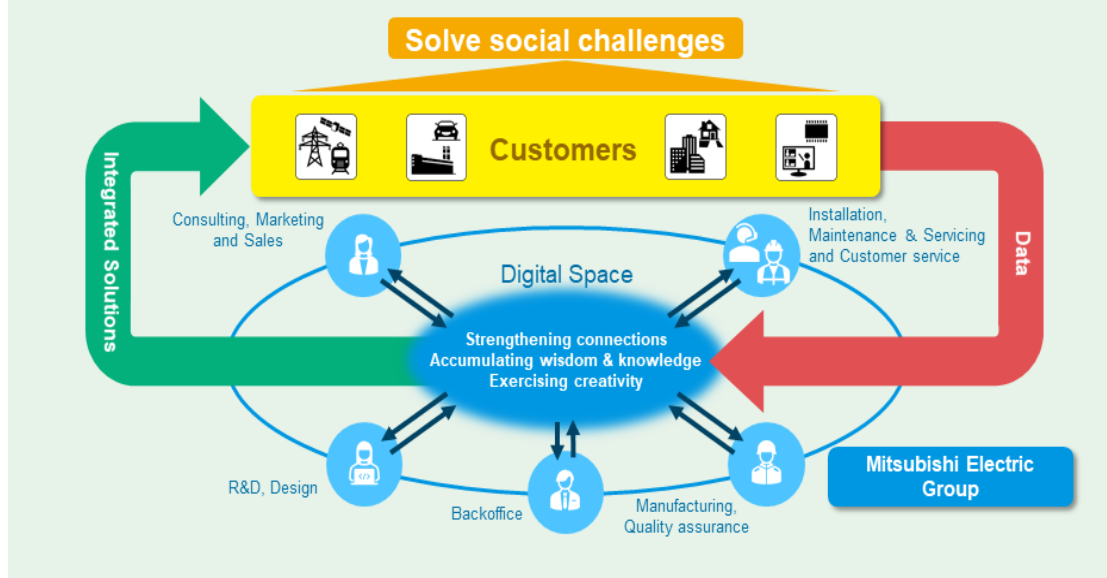 Solve social challenges
Customers
Integrated Solutions
Data
Consulting, Marketing
and Sales
Installation,
Maintenance & Servicing
and Customer service
Digital Space
Strengthening connections
Accumulating wisdom & knowledge
Exercising creativity
R&D, Design
Backoffice
Manufacturing,
Quality assurance
Mitsubishi Electric
Group